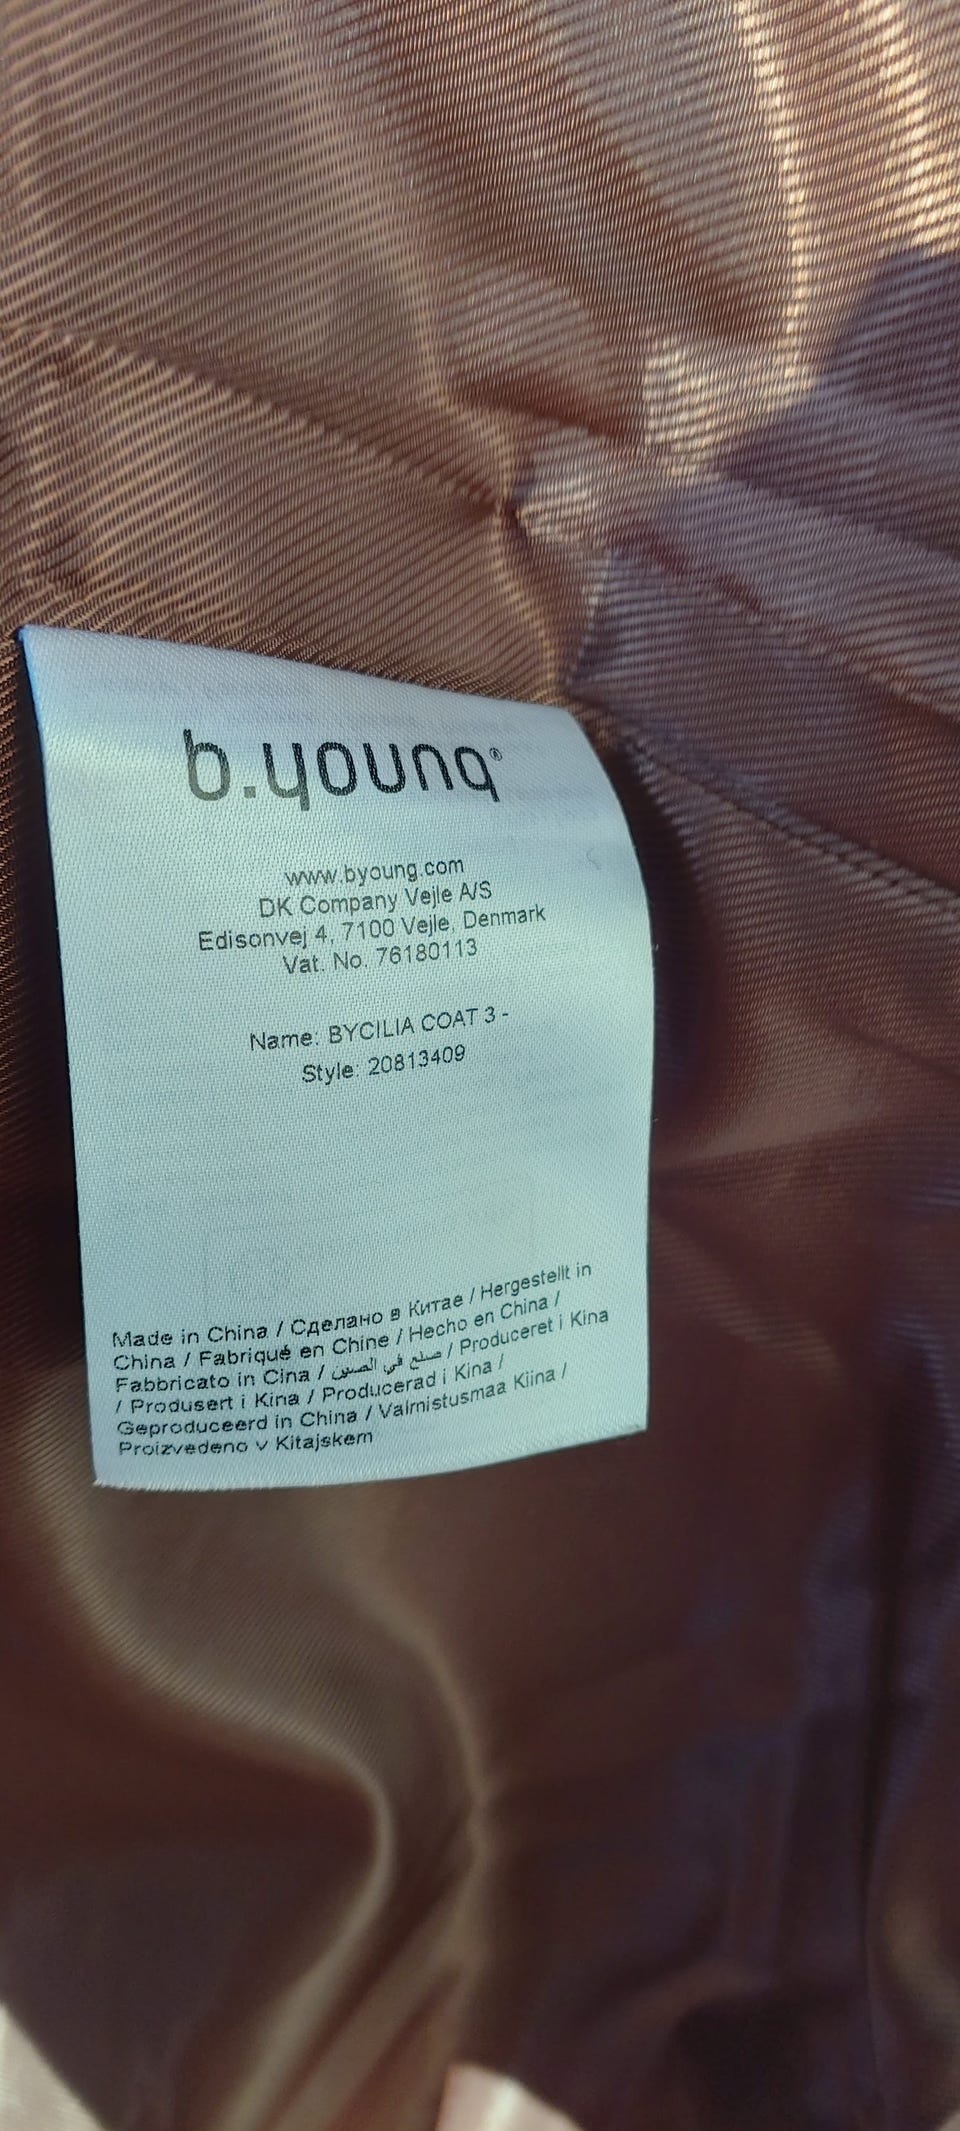 b.young®
www.byoung.com
DK Company Vejle A/S
Edisonvej 4, 7100 Vejle, Denmark
Vat. No. 76180113
Name: BYCILIA COAT 3 -
Style: 20813409
Made in China / Сделано в Китае / Hergestellt in
China / Fabriqué en Chine / Hecho en China /
Fabbricato in Cina / صنع في الصين / Produceret i Kina
/ Produsert i Kina / Producerad i Kina /
Geproduceerd in China / Valmistusmaa Kiina /
Proizvedeno v Kitajskem